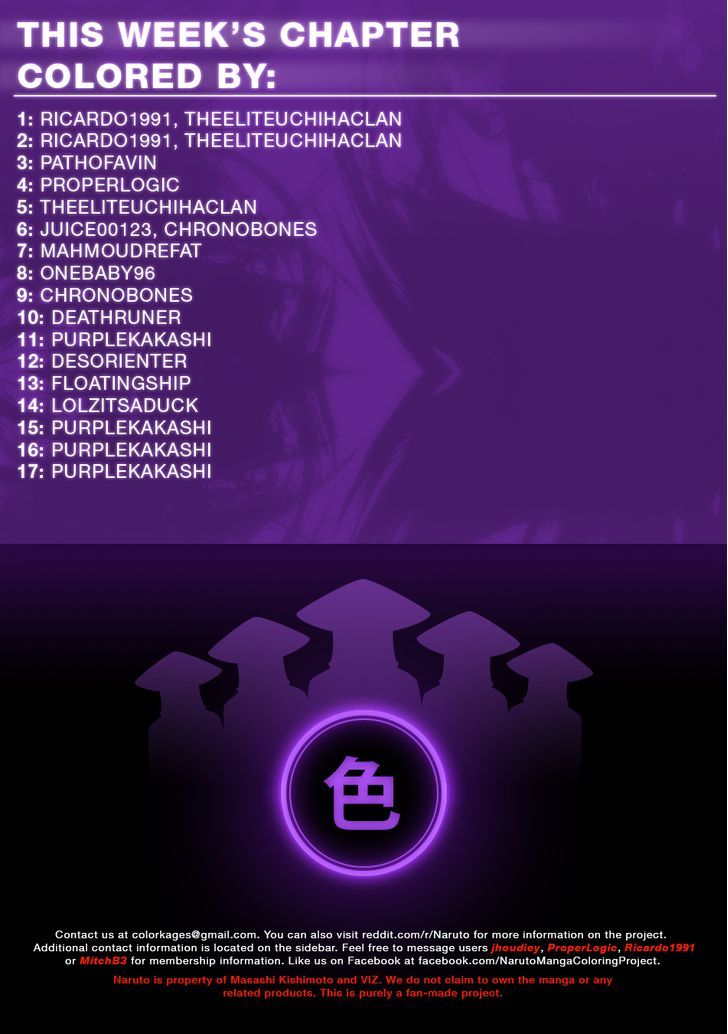 THIS WEEK'S CHAPTER
COLORED BY:
1: RICARDO1991, THEELITEUCHIHACLAN
2: RICARDO1991, THEELITEUCHIHACLAN
3: PATHOFAVIN
4: PROPERLOGIC
5: THEELITEUCHIHACLAN
6: JUICE00123, CHRONOBONES
7: MAHMOUDREFAT
8: ONEBABY96
9: CHRONOBONES
10: DEATHRUNER
11: PURPLEKAKASHI
12: DESORIENTER
13: FLOATINGSHIP
14: LOLZITSADUCK
15: PURPLEKAKASHI
16: PURPLEKAKASHI
17: PURPLEKAKASHI
色
Contact us at colorkages@gmail.com. You can also visit reddit.com/r/Naruto for more information on the project.
Additional contact information is located on the sidebar. Feel free to message users jhoudiey, ProperLogic, Ricardo1991
or MitchB3 for membership information. Like us on Facebook at facebook.com/NarutoMangaColoringProject.
Naruto is property of Masashi Kishimoto and VIZ. We do not claim to own the manga or any
related products. This is purely a fan-made project.